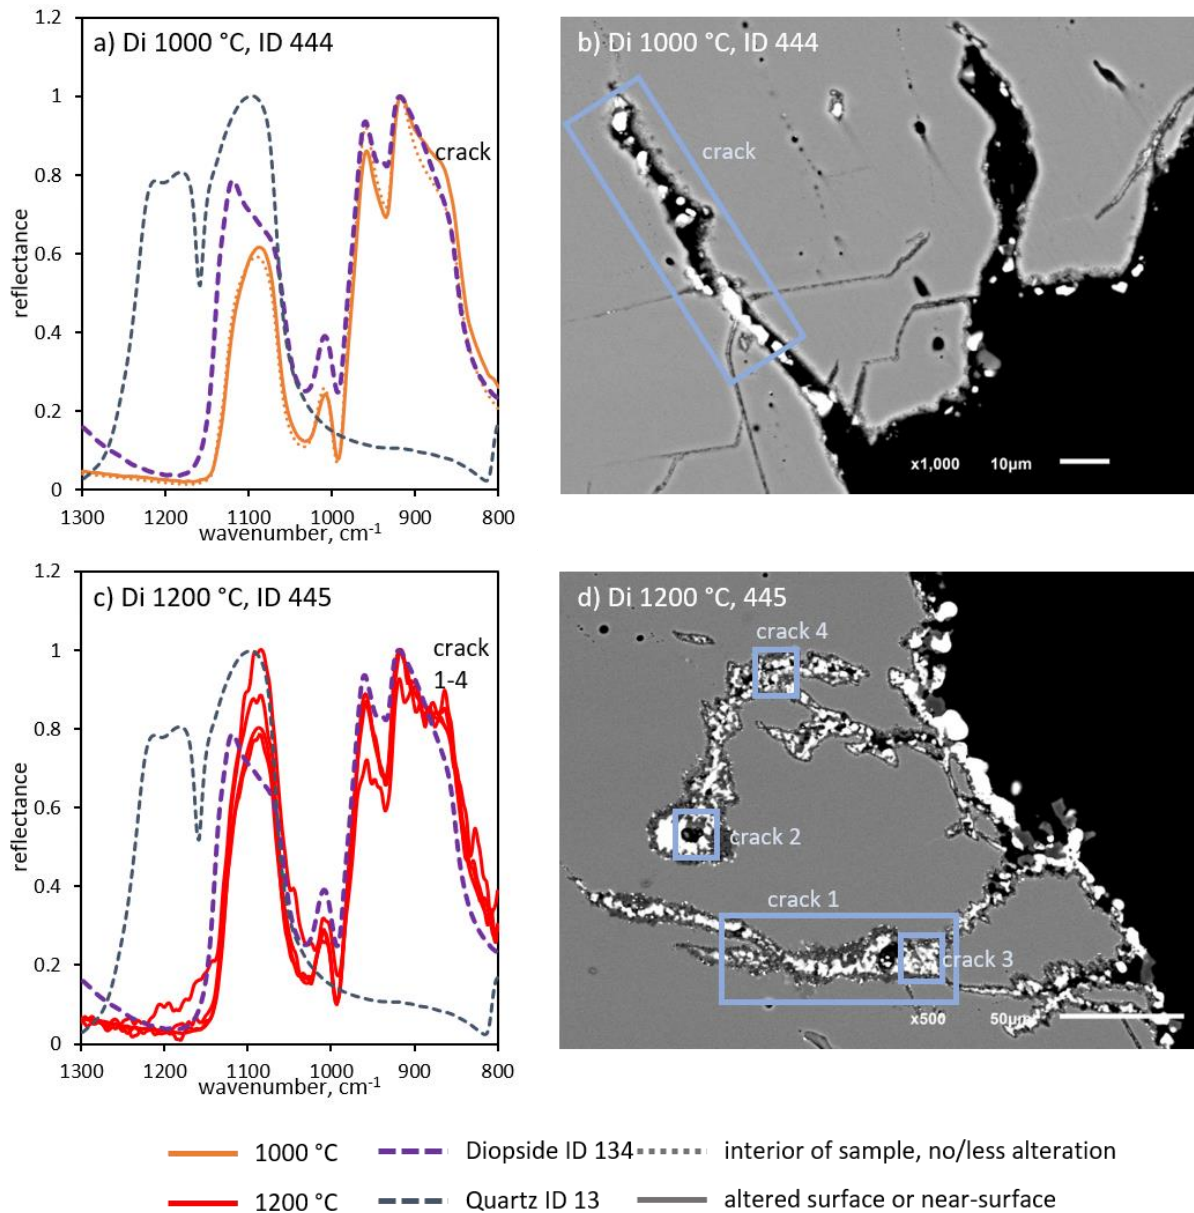 a) Di 1000 °C, ID 444
1.2
1
0.8
0.6
0.4
0.2
0
reflectance
crack
1300 1200 1100 1000 900 800
wavenumber, cm-1
b) Di 1000 °C, ID 444
crack
x1,000 10µm
c) Di 1200 °C, ID 445
1.2
1
0.8
0.6
0.4
0.2
0
reflectance
crack
1-4
1300 1200 1100 1000 900 800
wavenumber, cm-1
d) Di 1200 °C, 445
crack 4
crack 2
crack 1
crack 3
x500 50µm
1000 °C Diopside ID 134 interior of sample, no/less alteration
1200 °C Quartz ID 13 altered surface or near-surface